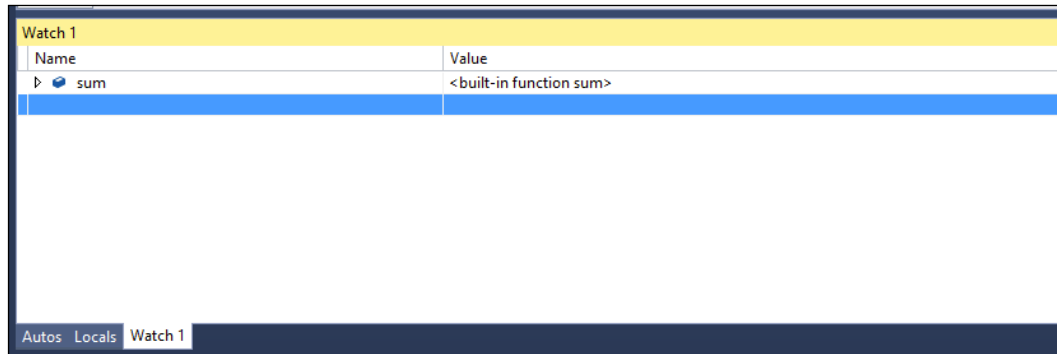 Watch 1
Name Value
sum <built-in function sum>
Autos Locals Watch 1